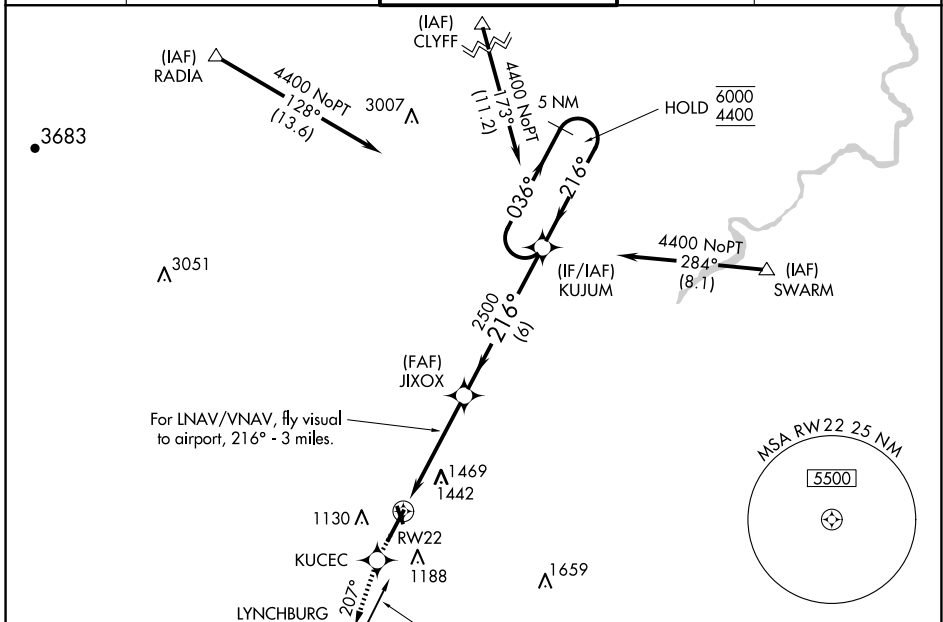 (IAF)
CLYFF
(IAF)
RADIA
4400 NoPT
128°
(13.6)
3007
4400 NoPT
173°
(11.2)
5 NM
HOLD
6000
4400
3683
036°
216°
3051
(IF/IAF)
KUJUM
4400 NoPT
284°
(8.1)
(IAF)
SWARM
2500
216°
(6)
(FAF)
JIXOX
For LNAV/VNAV, fly visual
to airport, 216° - 3 miles.
MSA RW22 25 NM
5500
1469
1442
1130
RW22
KUCEC
1188
1659
207°
LYNCHBURG